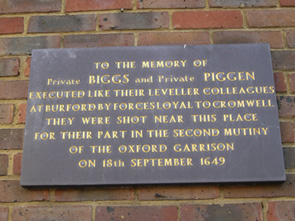 TO THE MEMORY OF
Private BIGGS and Private PIGGEN
EXECUTED LIKE THEIR LEVELLER COLLEAGUES
AT BURFORD BY FORCES LOYAL TO CROMWELL
THEY WERE SHOT NEAR THIS PLACE
FOR THEIR PART IN THE SECOND MUTINY
OF THE OXFORD GARRISON
ON 18th SEPTEMBER 1649